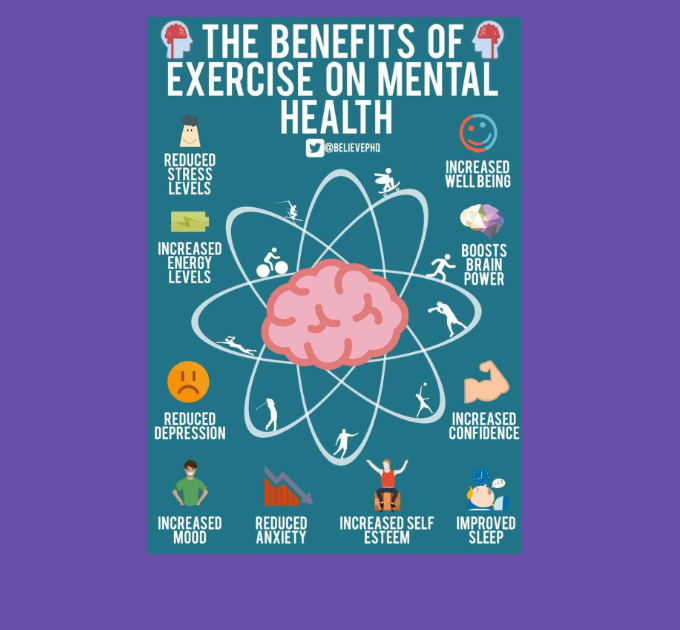 THE BENEFITS OF
EXERCISE ON MENTAL
HEALTH
@BELIEVEPHQ
REDUCED
STRESS
LEVELS
INCREASED
WELL BEING
INCREASED
ENERGY
LEVELS
BOOSTS
BRAIN
POWER
REDUCED
DEPRESSION
INCREASED
CONFIDENCE
INCREASED
MOOD
REDUCED
ANXIETY
INCREASED SELF
ESTEEM
IMPROVED
SLEEP